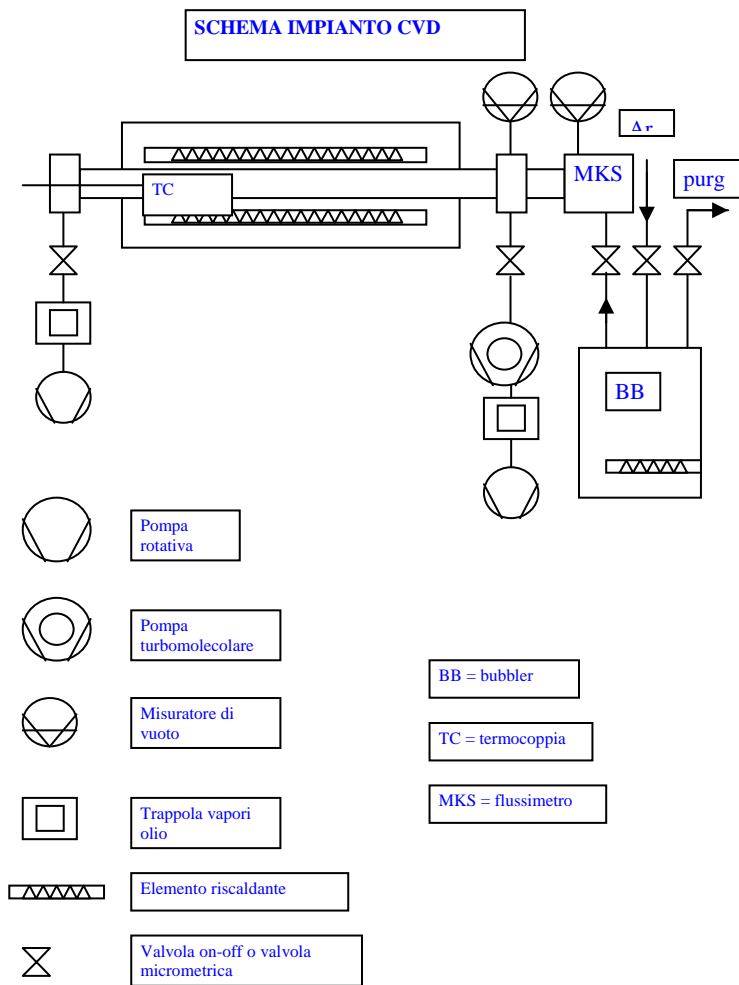 SCHEMA IMPIANTO CVD
TC
MKS
purg
BB
Pompa
rotativa
Pompa
turbomolecolare
Misuratore di
vuoto
Trappola vapori
olio
Elemento riscaldante
Valvola on-off o valvola
micrometrica
BB = bubbler
TC = termocoppia
MKS = flussimetro